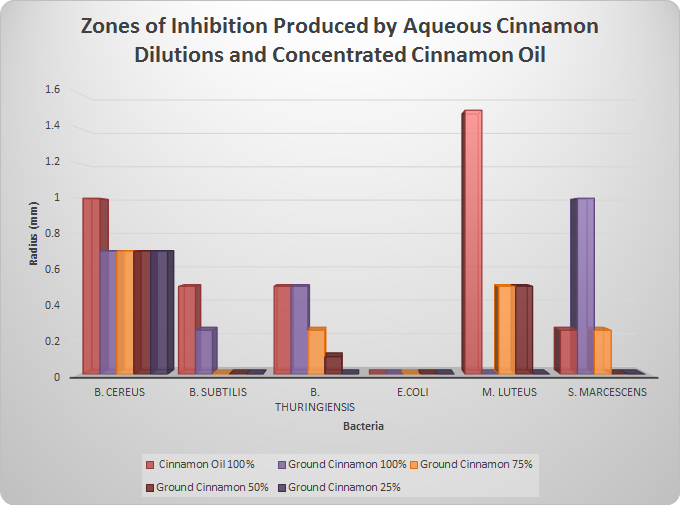 Zones of Inhibition Produced by Aqueous Cinnamon
Dilutions and Concentrated Cinnamon Oil
1.6
1.4
1.2
1
0.8
0.6
0.4
0.2
0
Radius (mm)
B. CEREUS
B. SUBTILIS
B.
THURINGIENSIS
E.COLI
M. LUTEUS
S. MARCESCENS
Bacteria
Cinnamon Oil 100%
Ground Cinnamon 100%
Ground Cinnamon 75%
Ground Cinnamon 50%
Ground Cinnamon 25%